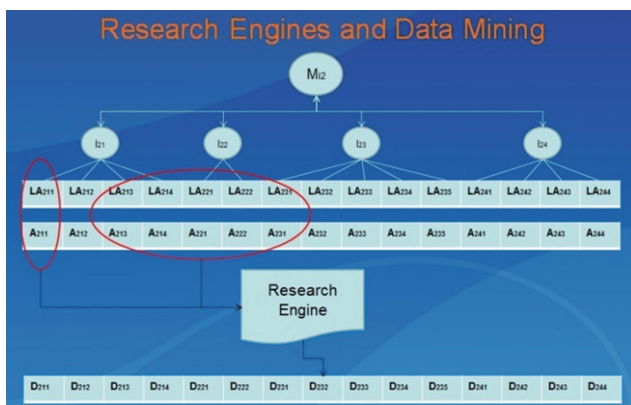 Research Engines and Data Mining
Mi2
I21 I22 I23 I24
LA211 LA212 LA213 LA214 LA221 LA222 LA231 LA232 LA233 LA234 LA235 LA241 LA242 LA243 LA244
A211 A212 A213 A214 A221 A222 A231 A232 A233 A234 A235 A241 A242 A243 A244
Research
Engine
D211 D212 D213 D214 D221 D222 D231 D232 D233 D234 D235 D241 D242 D243 D244